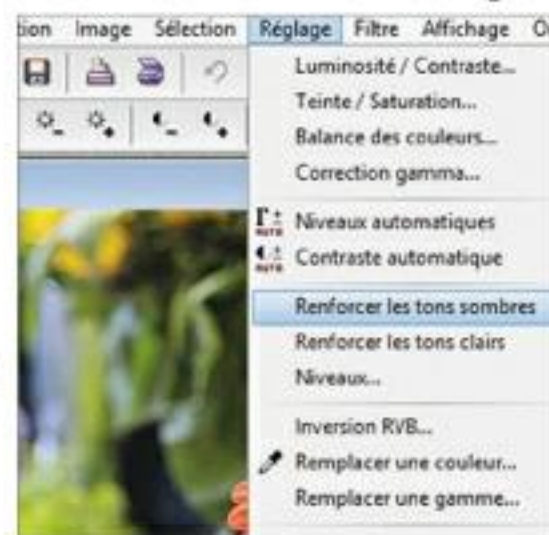 tion Image Sélection Réglage Filtre Affichage
Luminosité / Contraste...
Teinte / Saturation...
Balance des couleurs...
Correction gamma...
Niveaux automatiques
Contraste automatique
Renforcer les tons sombres
Renforcer les tons clairs
Niveaux...
Inversion RVB...
Remplacer une couleur...
Remplacer une gamme...